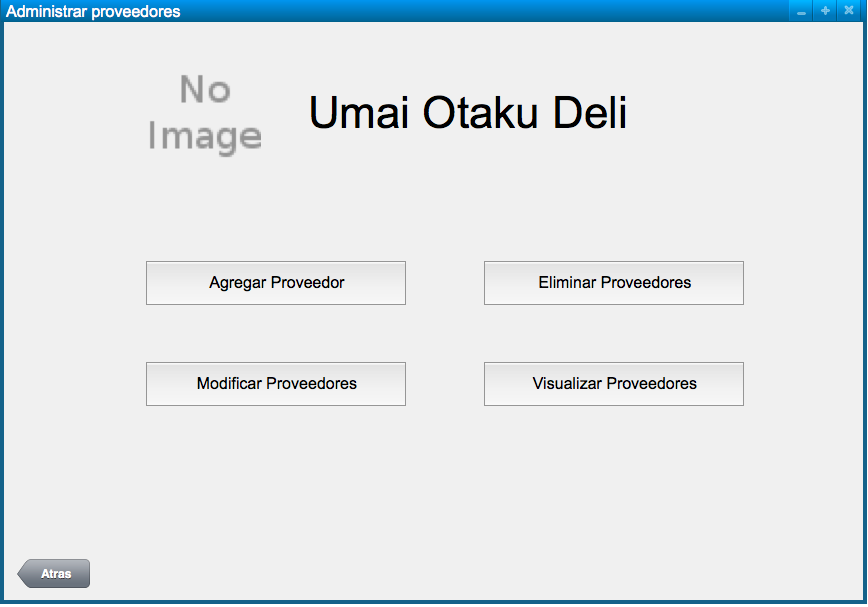 Administrar proveedores
No
Image
Umai Otaku Deli
Agregar Proveedor
Eliminar Proveedores
Modificar Proveedores
Visualizar Proveedores
Atras